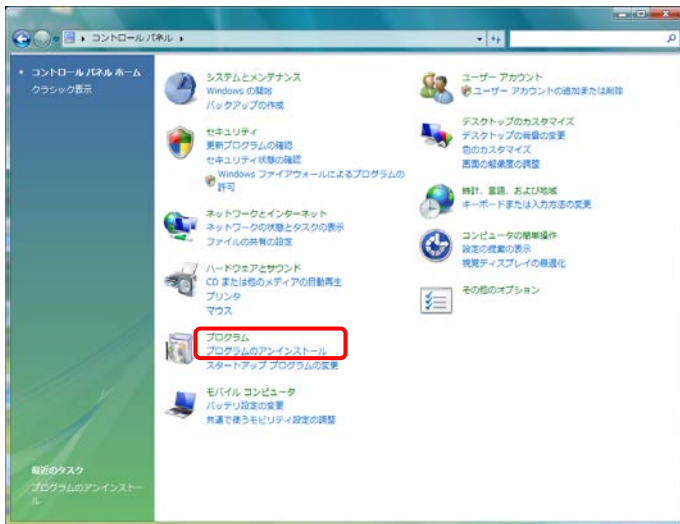 コントロール パネル
コントロール パネル ホーム
クラシック表示
システムとメンテナンス
Windows の開始
バックアップの作成
セキュリティ
更新プログラムの確認
セキュリティ状態の確認
Windows ファイアウォールによるプログラムの
許可
ネットワークとインターネット
ネットワークの状態とタスクの表示
ファイルの共有の設定
ハードウェアとサウンド
CD または他のメディアの自動再生
プリンタ
マウス
プログラム
プログラムのアンインストール
スタートアップ プログラムの変更
モバイル コンピュータ
バッテリ設定の変更
共通で使うモビリティ設定の調整
ユーザー アカウント
ユーザー アカウントの追加または削除
デスクトップのカスタマイズ
デスクトップの背景の変更
色のカスタマイズ
画面の解像度の調整
時計、言語、および地域
キーボードまたは入力方法の変更
コンピュータの簡単操作
設定の提案の表示
視覚ディスプレイの最適化
その他のオプション
最近のタスク
プログラムのアンインストー
ル